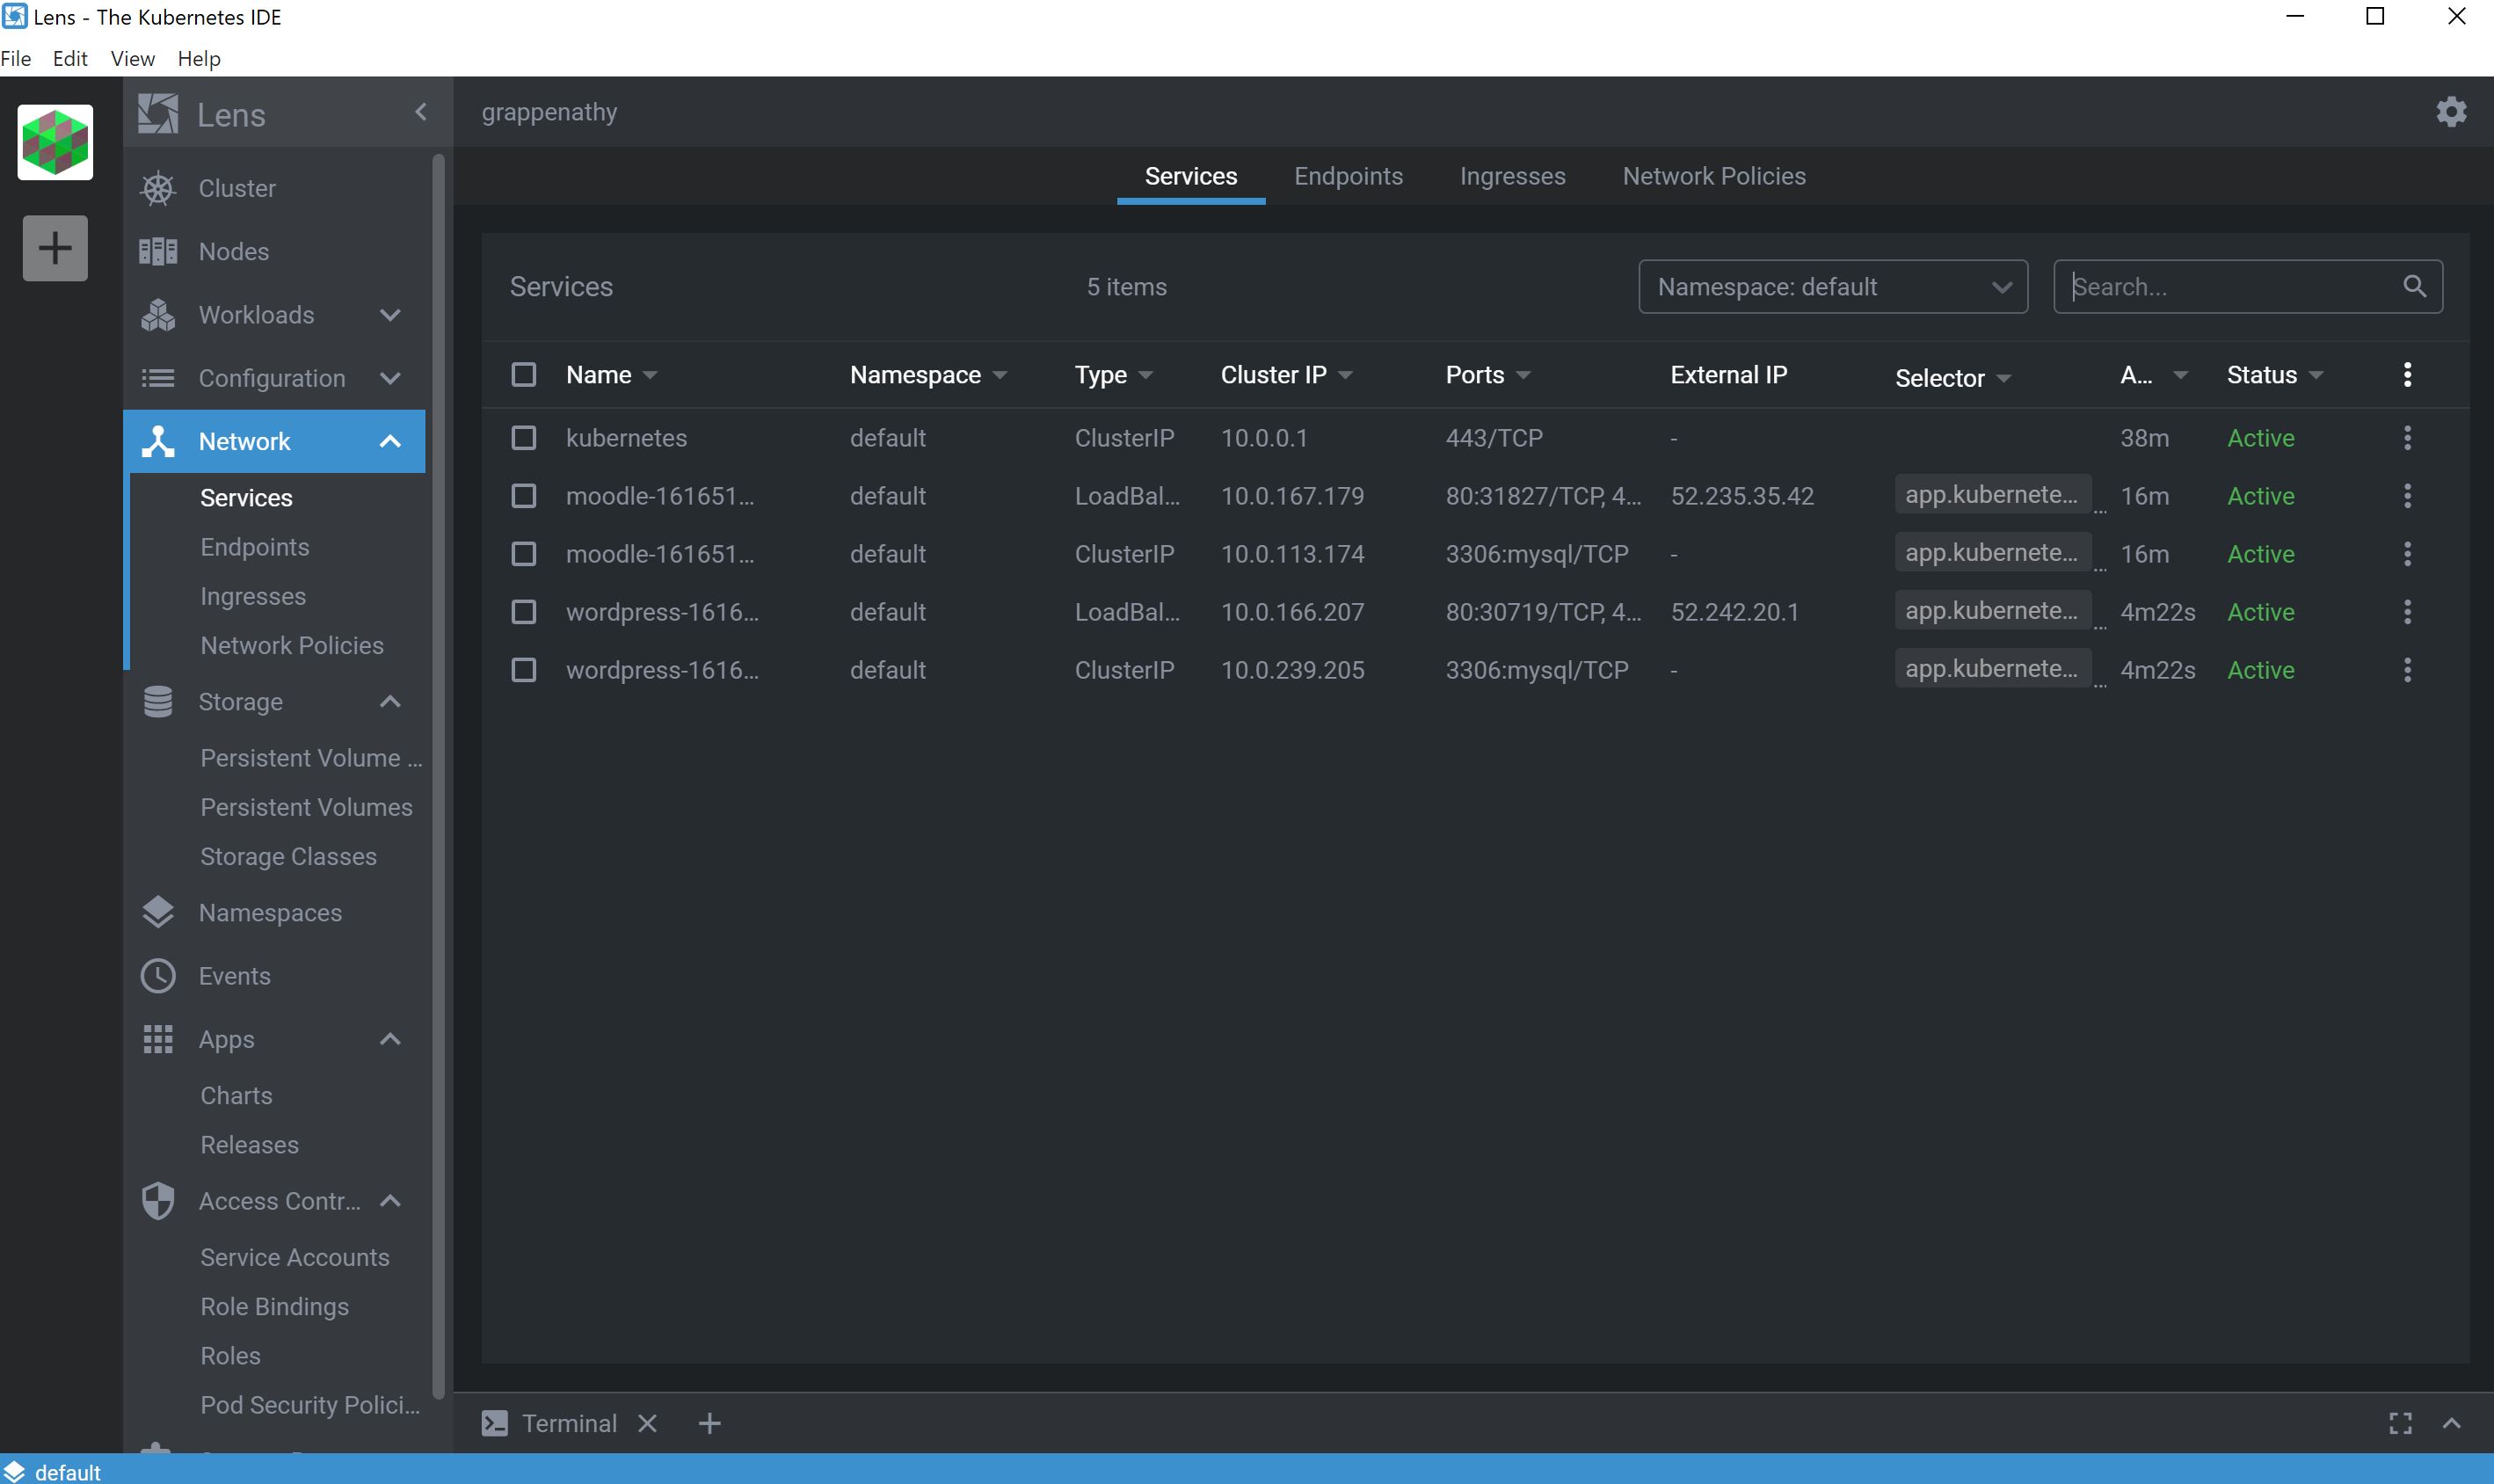 Lens - The Kubernetes IDE
File Edit View Help
Lens
grappenathy
Cluster
Nodes
Workloads
Configuration
Network
Services
Endpoints
Ingresses
Network Policies
Storage
Persistent Volume ...
Persistent Volumes
Storage Classes
Namespaces
Events
Apps
Charts
Releases
Access Contr...
Service Accounts
Role Bindings
Roles
Pod Security Polici...
Services Endpoints Ingresses Network Policies
Services 5 items Namespace: default Search...
Name Namespace Type Cluster IP Ports External IP Selector A... Status
kubernetes default ClusterIP 10.0.0.1 443/TCP - 38m Active
moodle-161651... default LoadBal... 10.0.167.179 80:31827/TCP, 4... 52.235.35.42 app.kubernete... ... 16m Active
moodle-161651... default ClusterIP 10.0.113.174 3306:mysql/TCP - app.kubernete... ... 16m Active
wordpress-1616... default LoadBal... 10.0.166.207 80:30719/TCP, 4... 52.242.20.1 app.kubernete... ... 4m22s Active
wordpress-1616... default ClusterIP 10.0.239.205 3306:mysql/TCP - app.kubernete... ... 4m22s Active
Terminal
default